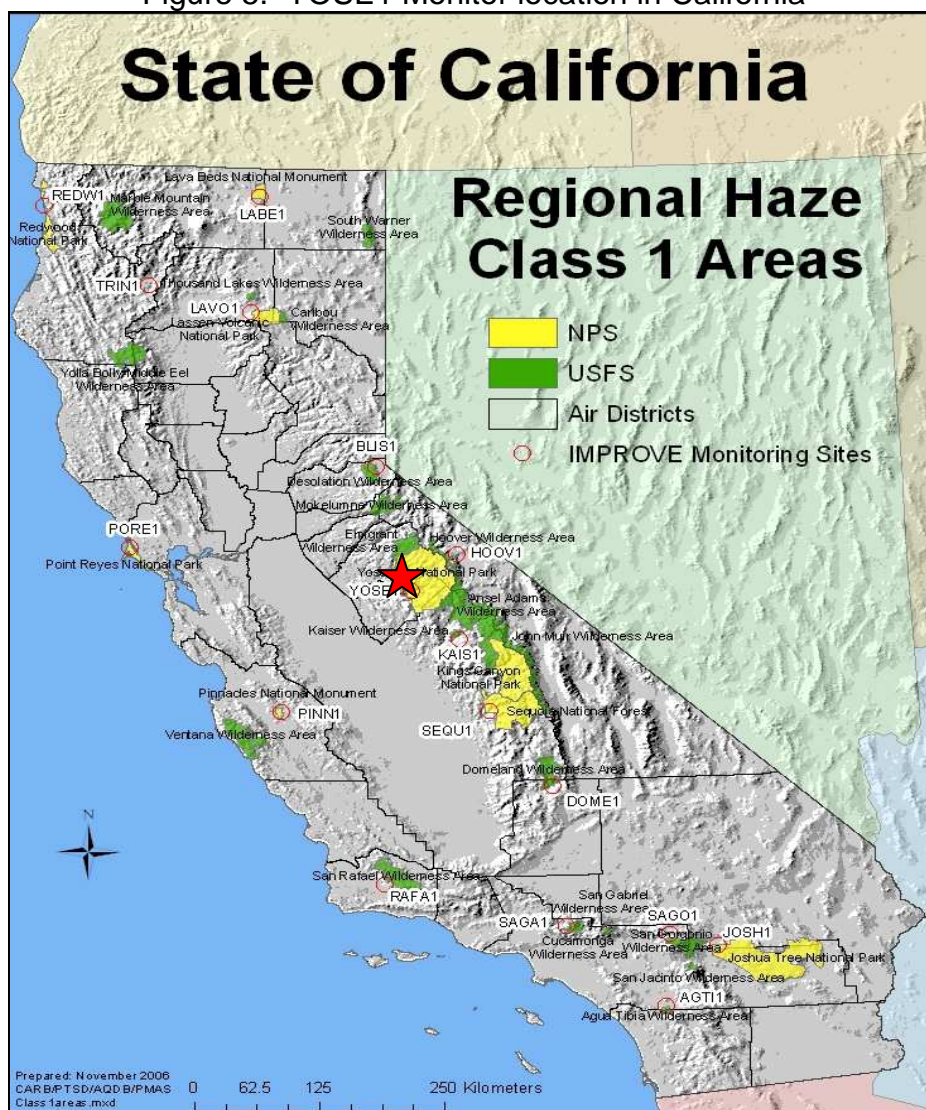 Figure 3. YOSE1 Monitor location in California
State of California
Regional Haze
Class 1 Areas
NPS
USFS
Air Districts
IMPROVE Monitoring Sites
REDW1
Redwood
National Park
Marble Mountain
Wilderness Area
Lava Beds National Monument
LABE1
South Warner
Wilderness Area
TRIN1
Thousand Lakes Wilderness Area
LAVO1
Lassen Volcanic
National Park
Caribou
Wilderness Area
Yolla Bolly Middle Eel
Wilderness Area
BLIS1
Desolation Wilderness Area
Mokelumne Wilderness Area
PORE1
Point Reyes National Park
Emigrant
Wilderness Area
Hoover Wilderness Area
HOOV1
National Park
Ansel Adams
Wilderness Area
Kaiser Wilderness Area
KAIS1
John Muir Wilderness Area
Kings Canyon
National Park
Pinnacles National Monument
PINN1
SEQU1
Sequoia National Forest
Ventana Wilderness Area
Domeland Wilderness Area
DOME1
N
San Rafael Wilderness Area
RAFA1
San Gabriel
Wilderness Area
SAGA1
Cucamonga
Wilderness Area
SAGO1
San Gorgonio
Wilderness Area
JOSH1
Joshua Tree National Park
San Jacinto Wilderness Area
AGTI1
Agua Tibia Wilderness Area
Prepared: November 2006
CARB/PTSD/AQDB/PMAS
Class 1areas.mxd
0 62.5 125 250 Kilometers